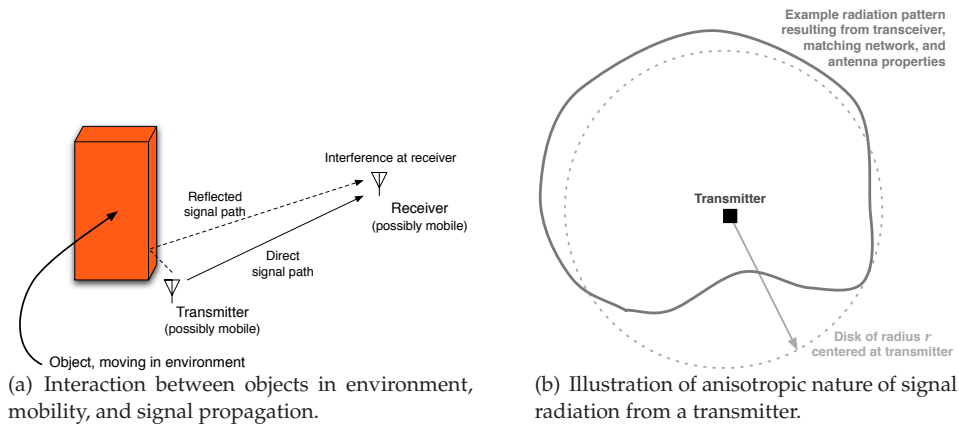 Interference at receiver
Reflected
signal path
Receiver
(possibly mobile)
Direct
signal path
Transmitter
(possibly mobile)
Object, moving in environment
(a) Interaction between objects in environment,
mobility, and signal propagation.
Example radiation pattern
resulting from transceiver,
matching network, and
antenna properties
Transmitter
Disk of radius r
centered at transmitter
(b) Illustration of anisotropic nature of signal
radiation from a transmitter.